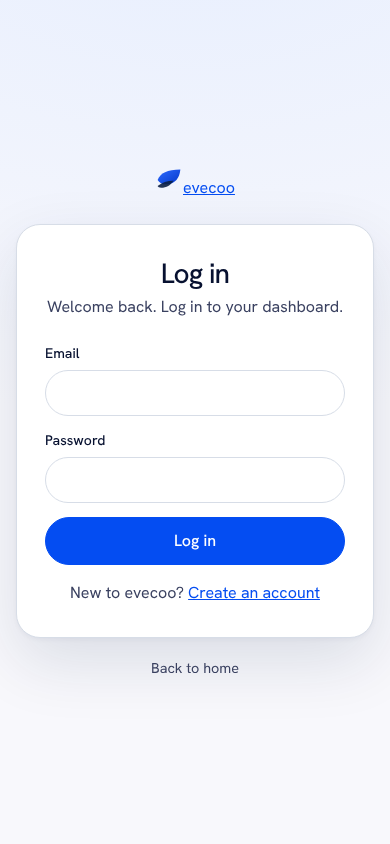 evecoo
Log in
Welcome back. Log in to your dashboard.
Email
Password
Log in
New to evecoo? Create an account
Back to home